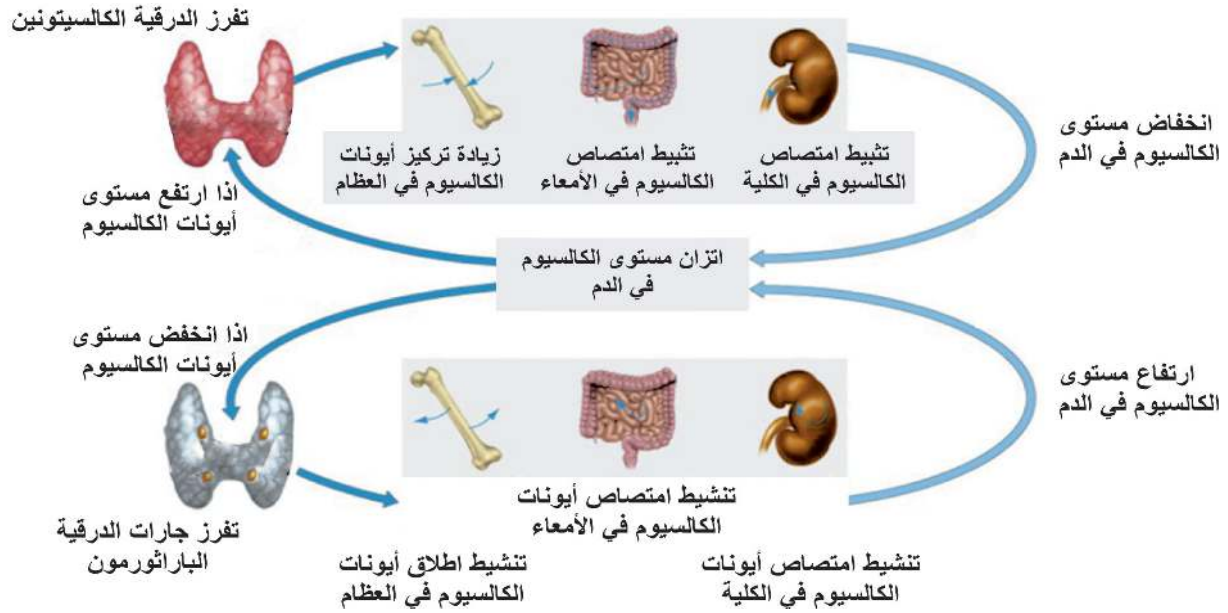 تفرز الدرقية الكالسيتونين
زيادة تركيز أيونات
الكالسيوم في العظام
تثبيط امتصاص
الكالسيوم في الأمعاء
تثبيط امتصاص
الكالسيوم في الكلية
انخفاض مستوى
الكالسيوم في الدم
اذا ارتفع مستوى
أيونات الكالسيوم
اتزان مستوى الكالسيوم
في الدم
اذا انخفض مستوى
أيونات الكالسيوم
ارتفاع مستوى
الكالسيوم في الدم
تفرز جارات الدرقية
الباراثورمون
تنشيط امتصاص أيونات
الكالسيوم في الأمعاء
تنشيط اطلاق أيونات
الكالسيوم في العظام
تنشيط امتصاص أيونات
الكالسيوم في الكلية